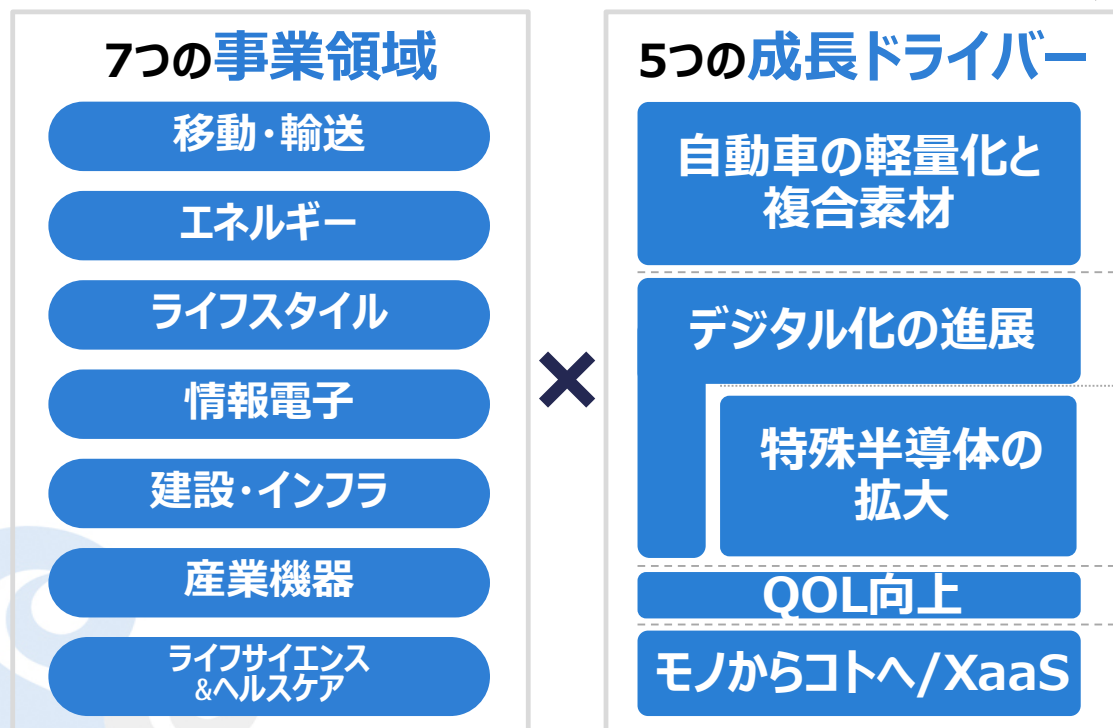 7つの事業領域
移動・輸送
エネルギー
ライフスタイル
情報電子
建設・インフラ
産業機器
ライフサイエンス
&ヘルスケア
×
5つの成長ドライバー
自動車の軽量化と
複合素材
デジタル化の進展
特殊半導体の
拡大
QOL向上
モノからコトへ/XaaS